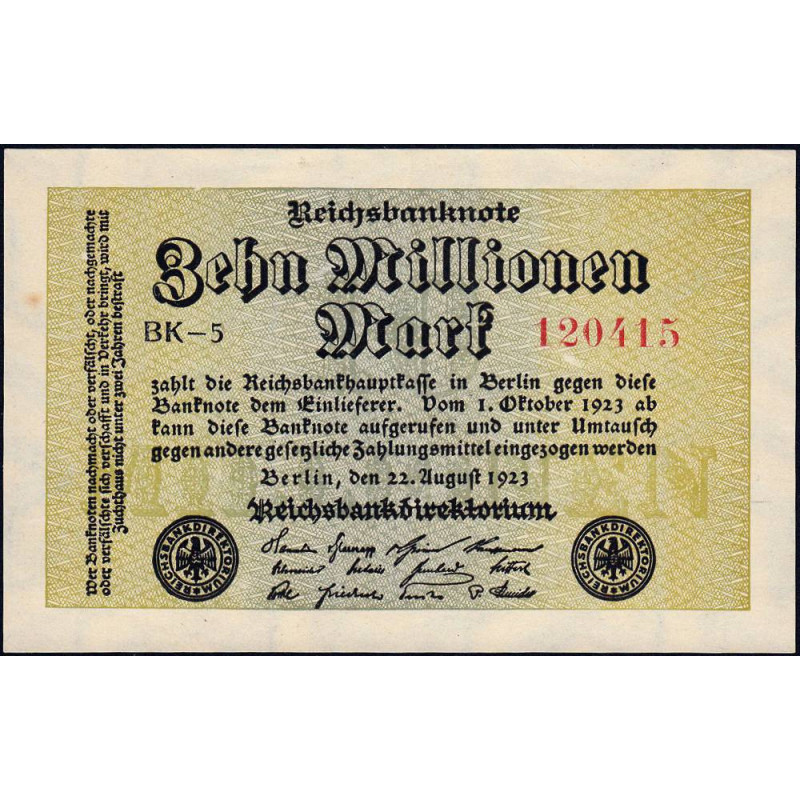 Reichsbanknote
Zehn Millionen
Mark
BK–5
120415
zahlt die Reichsbankhauptkasse in Berlin gegen diese
Banknote dem Einlieferer. Vom 1. Oktober 1923 ab
kann diese Banknote aufgerufen und unter Umtausch
gegen andere gesetzliche Zahlungsmittel eingezogen werden
Berlin, den 22. August 1923
Reichsbankdirektorium
REICHSBANKDIREKTORIUM
REICHSBANKDIREKTORIUM
Wer Banknoten nachmacht oder verfälscht, oder nachgemachte
oder verfälschte sich verschafft und in Verkehr bringt, wird mit
Zuchthaus nicht unter zwei Jahren bestraft